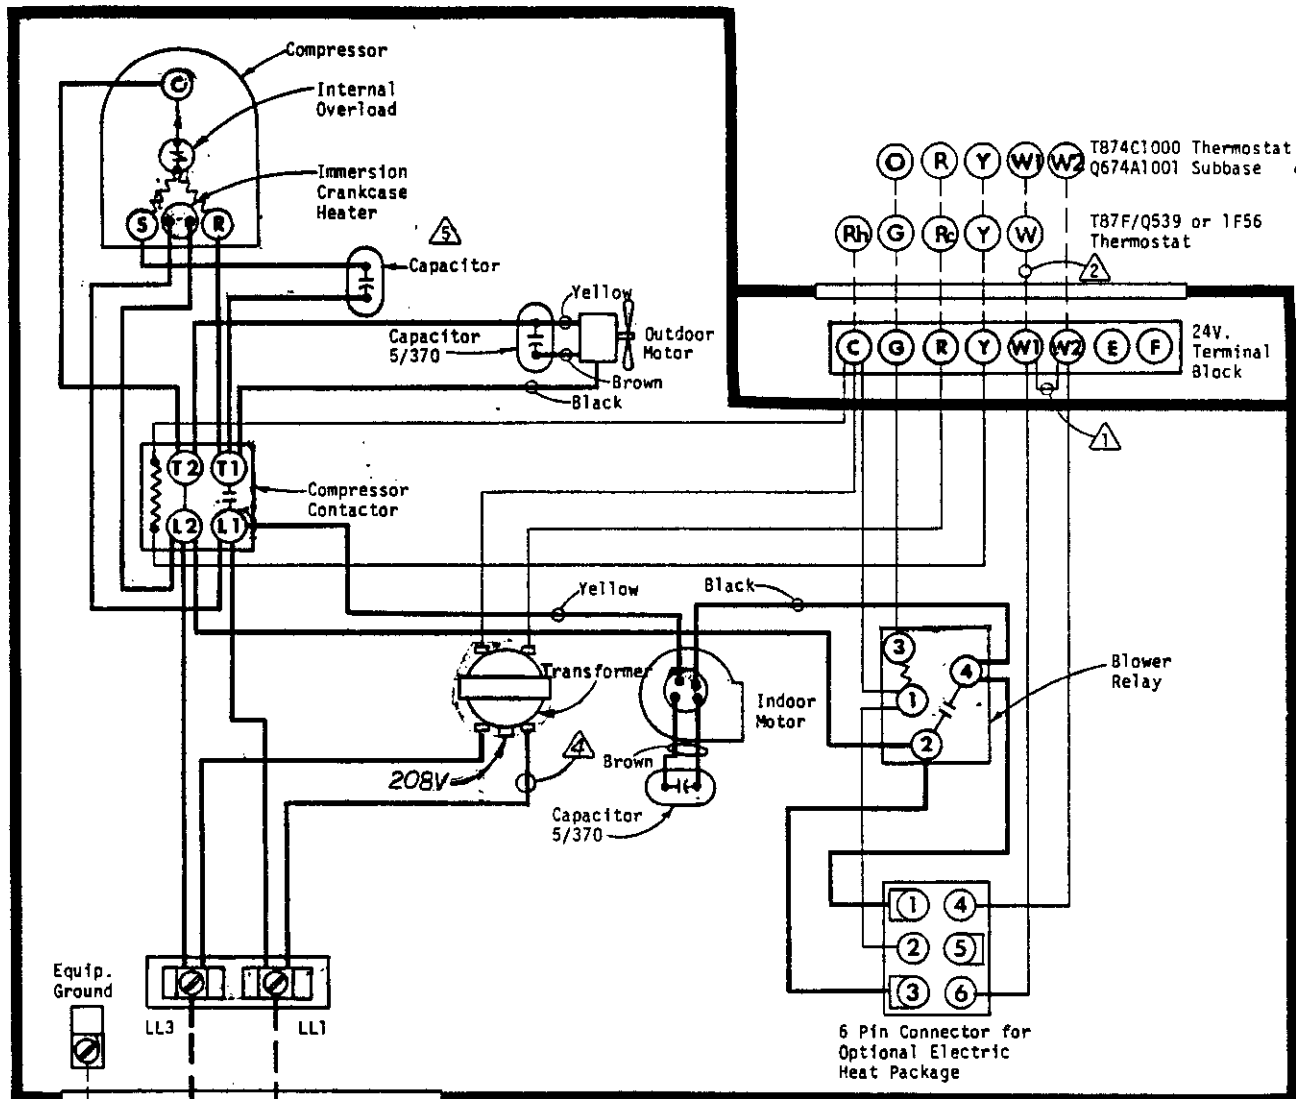 Compressor
C
Internal
Overload
Immersion
Crankcase
Heater
S
R
5
Capacitor
Yellow
Capacitor
5/370
Outdoor
Motor
Brown
Black
T2
T1
Compressor
Contactor
L2
L1
O R Y W1 W2
T874C1000 Thermostat
Q674A1001 Subbase
Rh G Rc Y W
T87F/Q539 or 1F56
Thermostat
2
C G R Y W1 W2 E F
24V.
Terminal
Block
1
Yellow
Black
Transformer
208V
4
Indoor
Motor
Brown
Capacitor
5/370
3
4
1
2
Blower
Relay
1 4
2 5
3 6
6 Pin Connector for
Optional Electric
Heat Package
Equip.
Ground
LL3
LL1